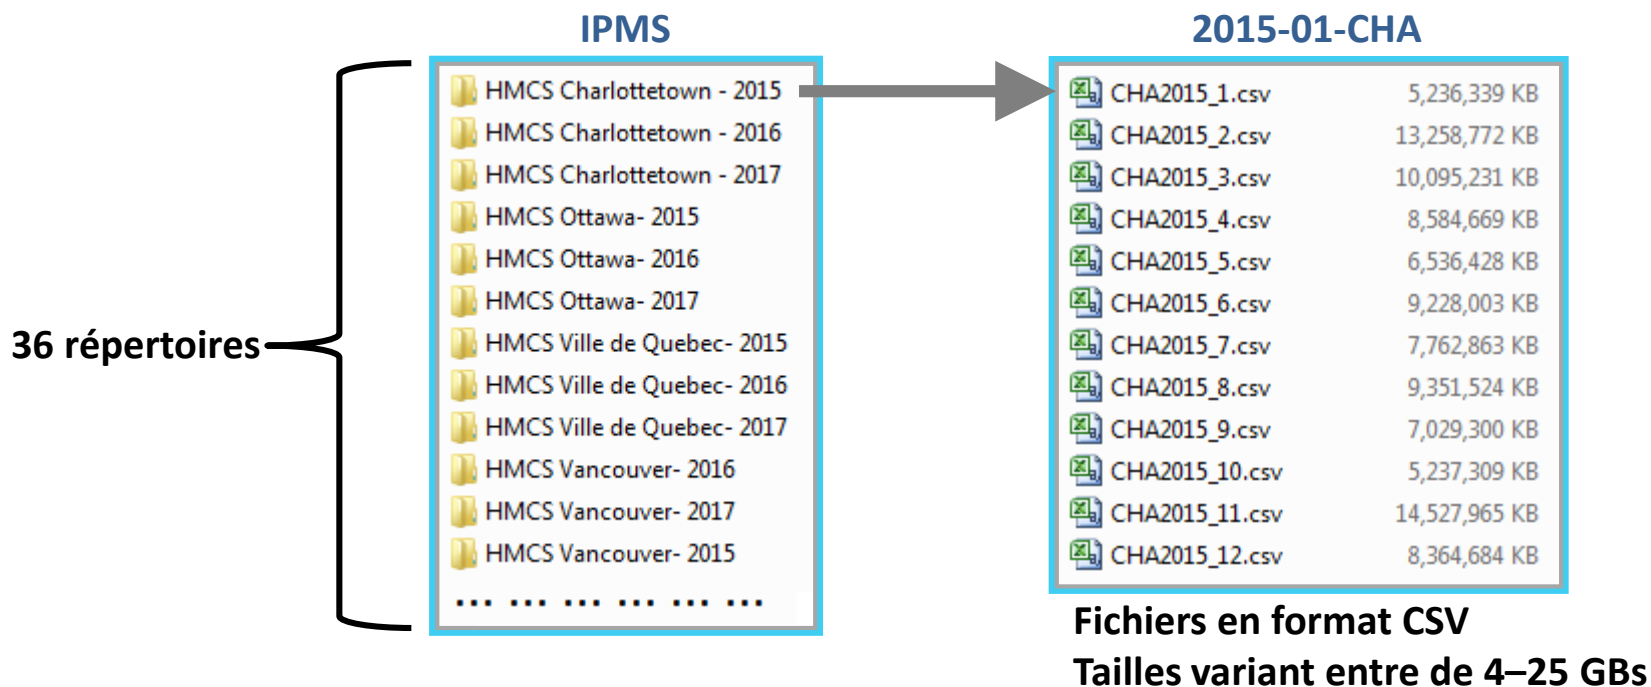 IPMS
HMCS Charlottetown - 2015
HMCS Charlottetown - 2016
HMCS Charlottetown - 2017
HMCS Ottawa- 2015
HMCS Ottawa- 2016
HMCS Ottawa- 2017
HMCS Ville de Quebec- 2015
HMCS Ville de Quebec- 2016
HMCS Ville de Quebec- 2017
HMCS Vancouver- 2016
HMCS Vancouver- 2017
HMCS Vancouver- 2015
... ... ... ... ... ...
36 répertoires
2015-01-CHA
CHA2015_1.csv 5,236,339 KB
CHA2015_2.csv 13,258,772 KB
CHA2015_3.csv 10,095,231 KB
CHA2015_4.csv 8,584,669 KB
CHA2015_5.csv 6,536,428 KB
CHA2015_6.csv 9,228,003 KB
CHA2015_7.csv 7,762,863 KB
CHA2015_8.csv 9,351,524 KB
CHA2015_9.csv 7,029,300 KB
CHA2015_10.csv 5,237,309 KB
CHA2015_11.csv 14,527,965 KB
CHA2015_12.csv 8,364,684 KB
Fichiers en format CSV
Tailles variant entre de 4–25 GBs